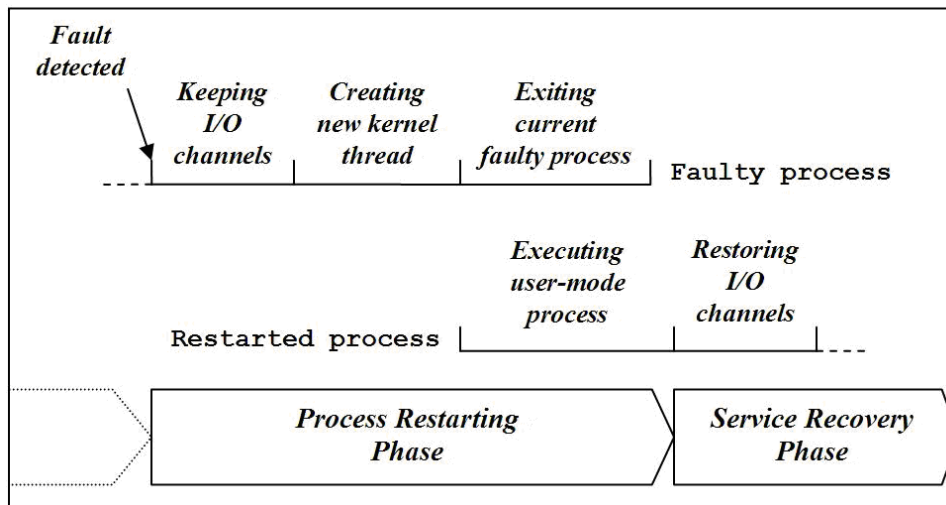 Fault
detected
Keeping
I/O
channels
Creating
new kernel
thread
Exiting
current
faulty process
Faulty process
Executing
user-mode
process
Restoring
I/O
channels
Restarted process
Process Restarting
Phase
Service Recovery
Phase